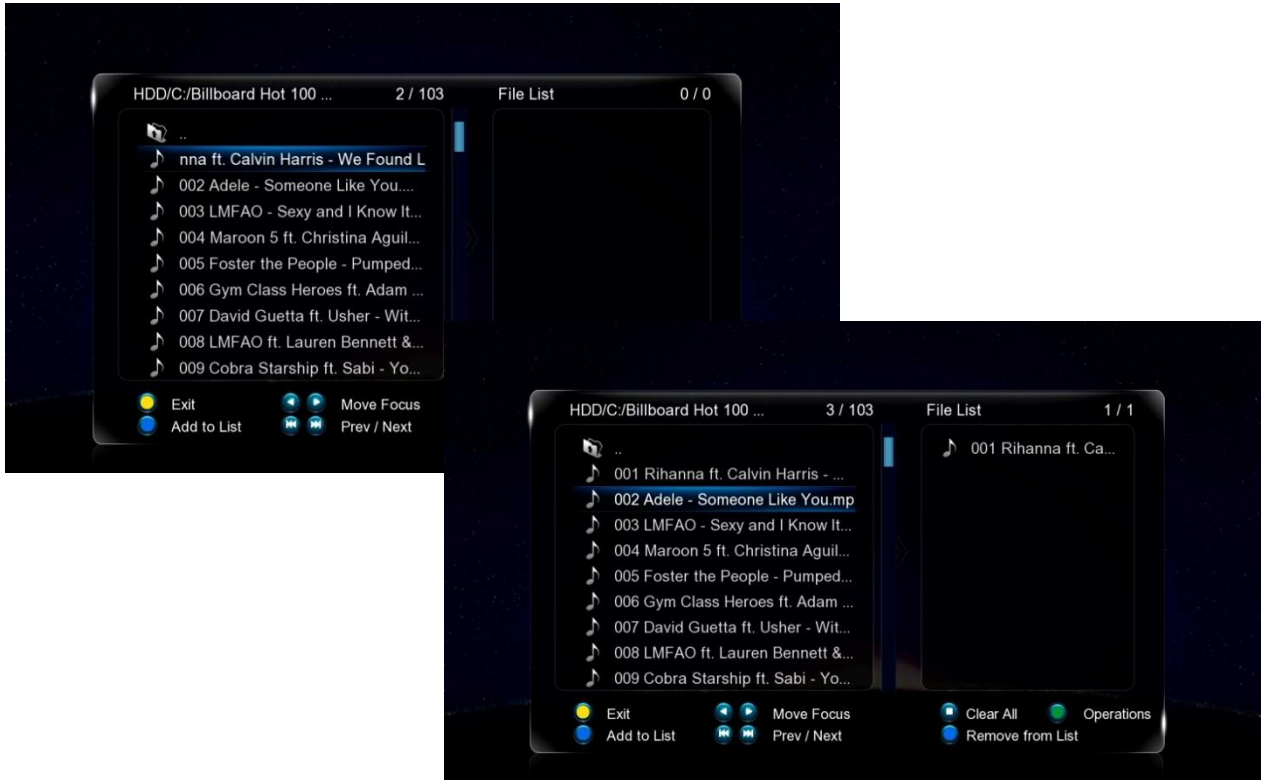 HDD/C:/Billboard Hot 100 ... 2 / 103 File List 0 / 0
..
nna ft. Calvin Harris - We Found L
002 Adele - Someone Like You....
003 LMFAO - Sexy and I Know It...
004 Maroon 5 ft. Christina Aguil...
005 Foster the People - Pumped...
006 Gym Class Heroes ft. Adam ...
007 David Guetta ft. Usher - Wit...
008 LMFAO ft. Lauren Bennett &...
009 Cobra Starship ft. Sabi - Yo...
Exit Move Focus
Add to List Prev / Next
HDD/C:/Billboard Hot 100 ... 3 / 103 File List 1 / 1
..
001 Rihanna ft. Calvin Harris - ...
002 Adele - Someone Like You.mp
003 LMFAO - Sexy and I Know It...
004 Maroon 5 ft. Christina Aguil...
005 Foster the People - Pumped...
006 Gym Class Heroes ft. Adam ...
007 David Guetta ft. Usher - Wit...
008 LMFAO ft. Lauren Bennett &...
009 Cobra Starship ft. Sabi - Yo...
001 Rihanna ft. Ca...
Exit Move Focus Clear All Operations
Add to List Prev / Next Remove from List